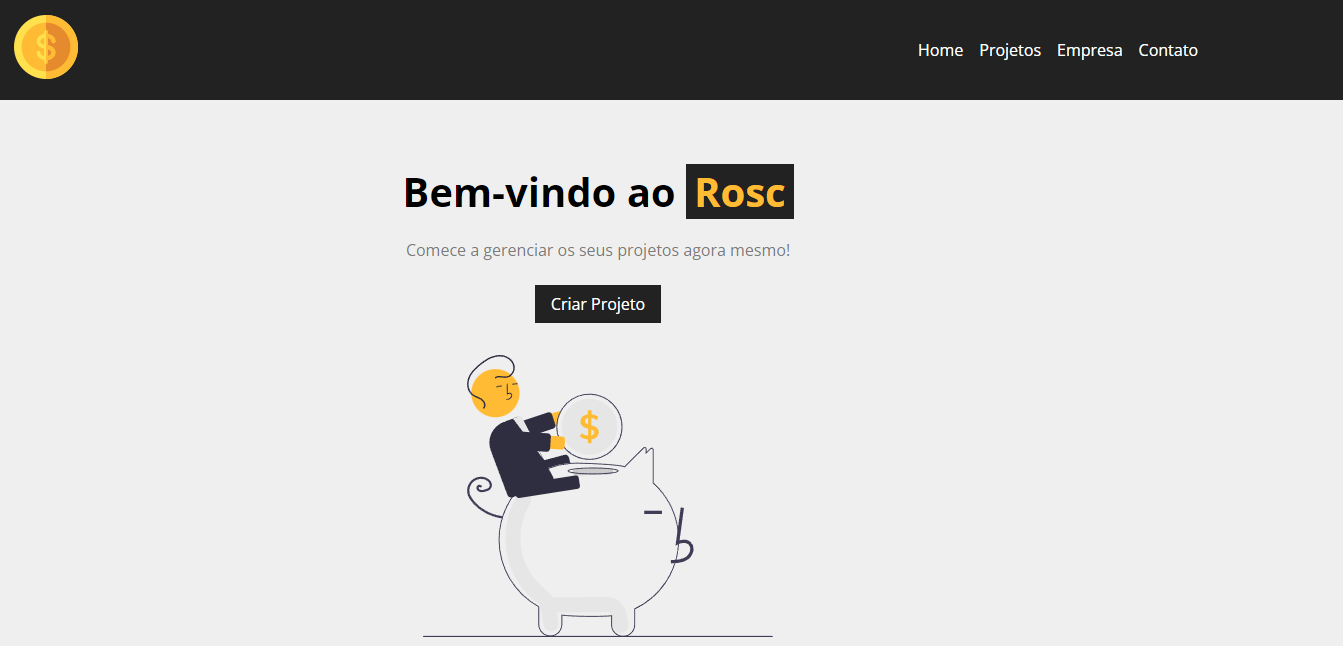 $
Home Projetos Empresa Contato
Bem-vindo ao Rosc
Comece a gerenciar os seus projetos agora mesmo!
Criar Projeto
$